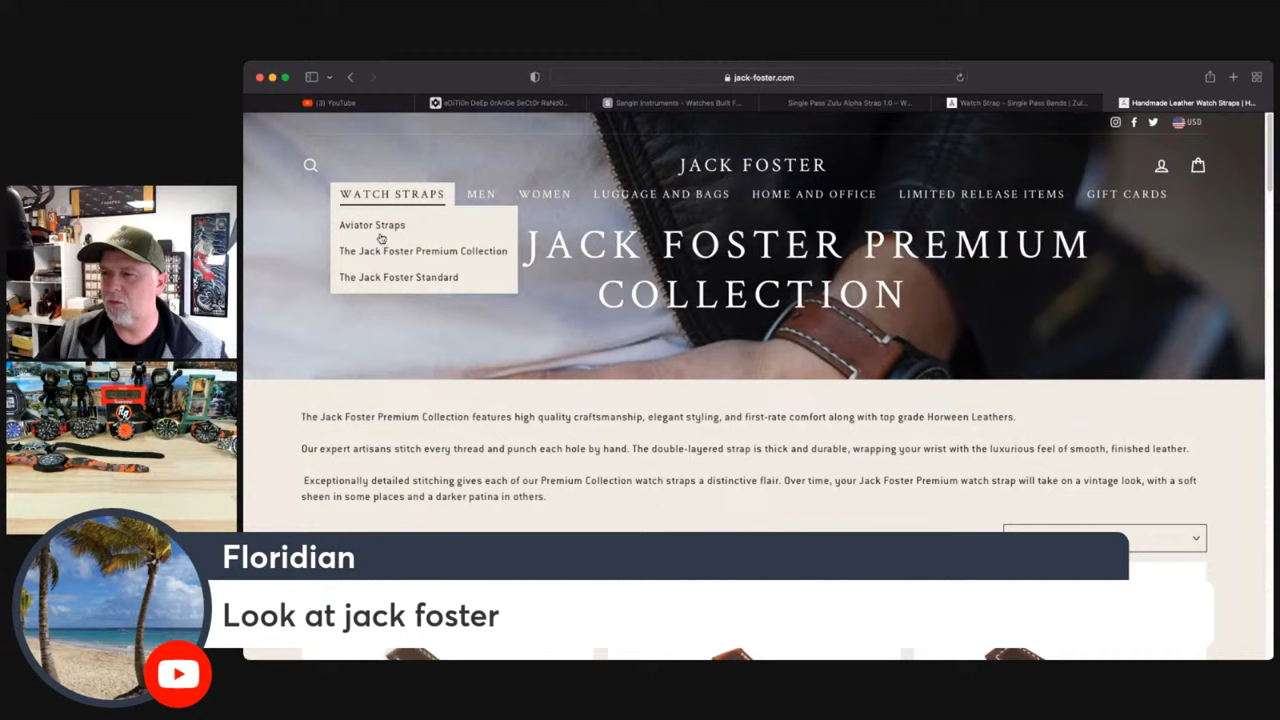 jack-foster.com
(3) YouTube
eDiTiOn DeEp 0rAnGe SeCtOr RaNd0...
Sangin Instruments - Watches Built F...
Single Pass Zulu Alpha Strap 1.0 – W...
Watch Strap - Single Pass Bands | Zul...
Handmade Leather Watch Straps | H...
USD
JACK FOSTER
WATCH STRAPS MEN WOMEN LUGGAGE AND BAGS HOME AND OFFICE LIMITED RELEASE ITEMS GIFT CARDS
Aviator Straps
The Jack Foster Premium Collection
The Jack Foster Standard
JACK FOSTER PREMIUM
COLLECTION
The Jack Foster Premium Collection features high quality craftsmanship, elegant styling, and first-rate comfort along with top grade Horween Leathers.
Our expert artisans stitch every thread and punch each hole by hand. The double-layered strap is thick and durable, wrapping your wrist with the luxurious feel of smooth, finished leather.
Exceptionally detailed stitching gives each of our Premium Collection watch straps a distinctive flair. Over time, your Jack Foster Premium watch strap will take on a vintage look, with a soft
sheen in some places and a darker patina in others.
Floridian
Look at jack foster